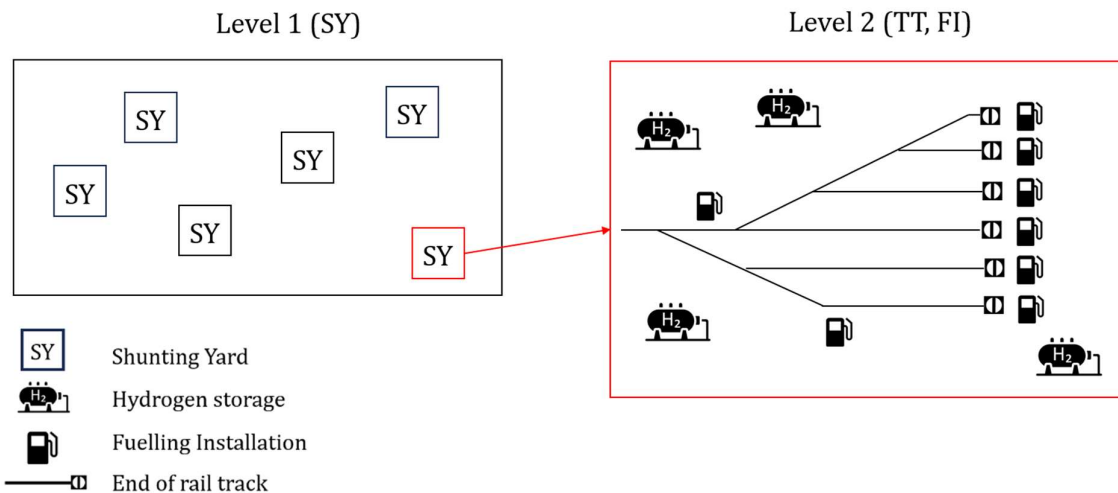 Level 1 (SY)
Level 2 (TT, FI)
SY
SY
SY
SY
SY
SY
H2
H2
H2
H2
SY Shunting Yard
H2 Hydrogen storage
Fuelling Installation
End of rail track